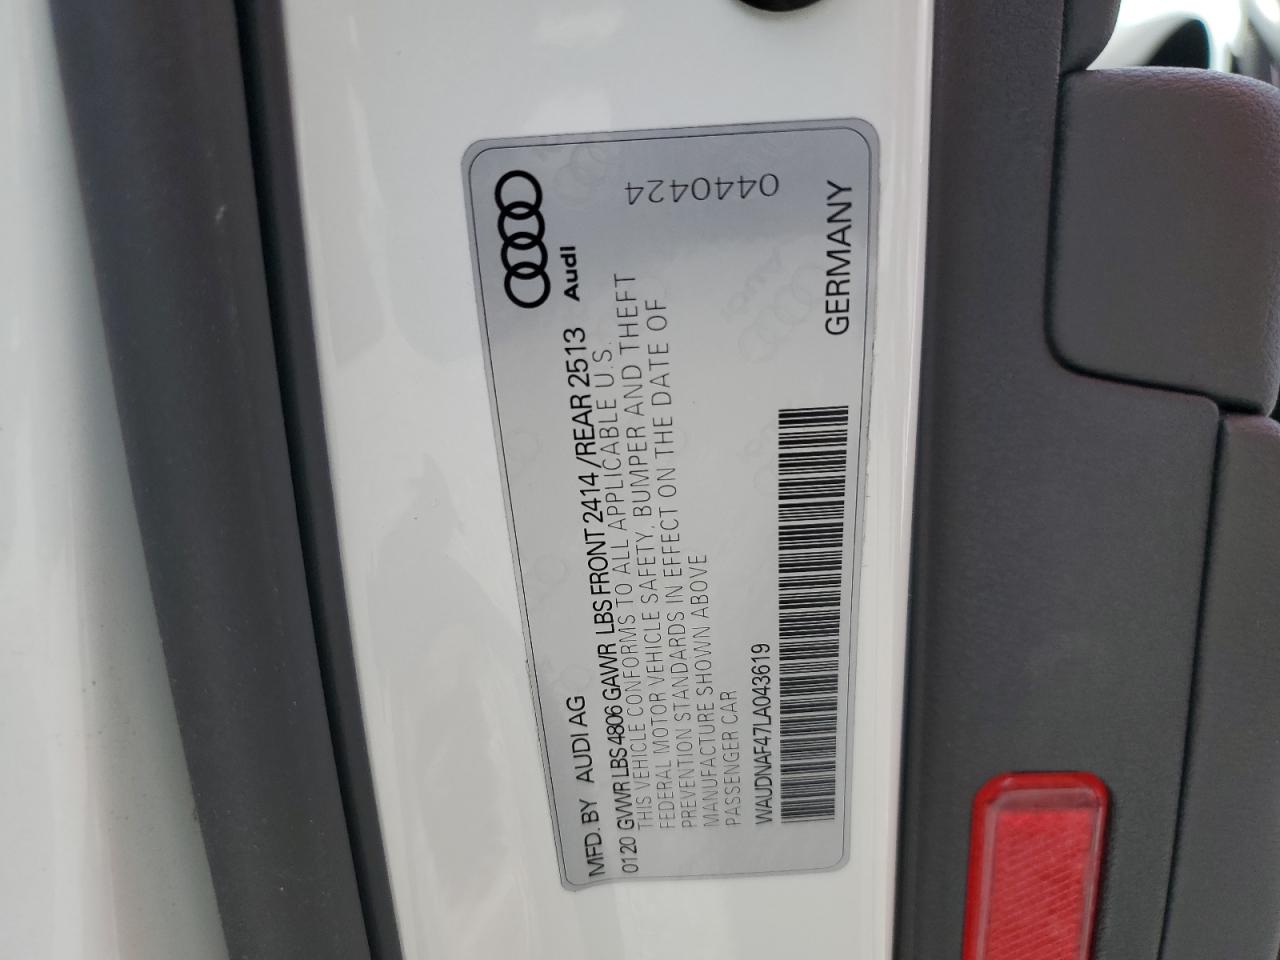 Audi
MFD. BY AUDI AG
0120 GVWR LBS 4806 GAWR LBS FRONT 2414/REAR 2513
THIS VEHICLE CONFORMS TO ALL APPLICABLE U.S.
FEDERAL MOTOR VEHICLE SAFETY, BUMPER AND THEFT
PREVENTION STANDARDS IN EFFECT ON THE DATE OF
MANUFACTURE SHOWN ABOVE
PASSENGER CAR
0440424
WAUDNAF47LA043619
GERMANY